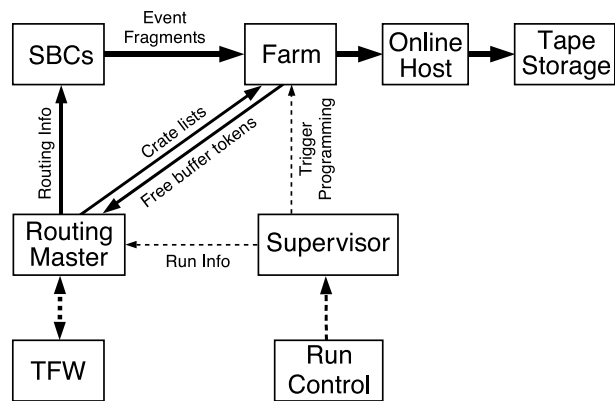 Event
Fragments
SBCs
Farm
Online
Host
Tape
Storage
Routing Info
Crate lists
Free buffer tokens
Trigger
Programming
Routing
Master
Run Info
Supervisor
TFW
Run
Control